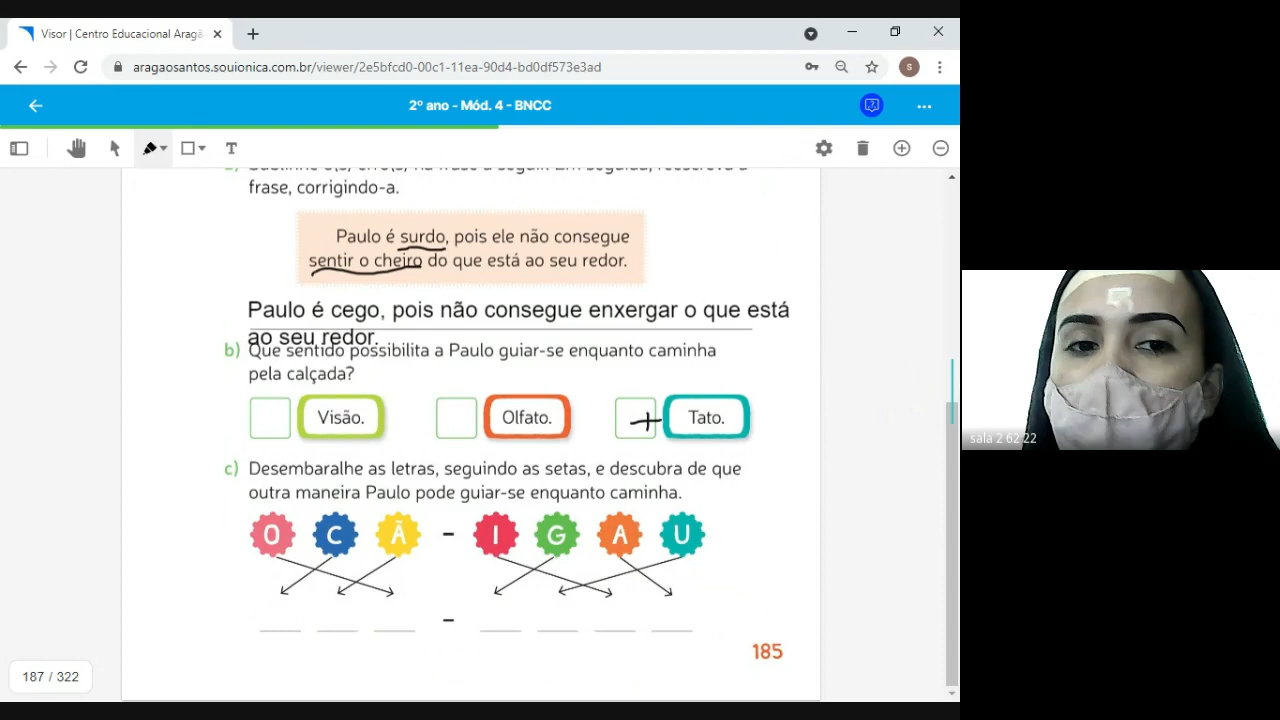 Visor | Centro Educacional Aragã
aragaosantos.souionica.com.br/viewer/2e5bfcd0-00c1-11ea-90d4-bd0df573e3ad
s
2º ano - Mód. 4 - BNCC
T
frase, corrigindo-a.
Paulo é surdo, pois ele não consegue
sentir o cheiro do que está ao seu redor.
Paulo é cego, pois não consegue enxergar o que está
ao seu redor.
b) Que sentido possibilita a Paulo guiar-se enquanto caminha
pela calçada?
Visão. Olfato. Tato.
c) Desembaralhe as letras, seguindo as setas, e descubra de que
outra maneira Paulo pode guiar-se enquanto caminha.
O C Ã - I G A U
-
185
187 / 322
sala 2 62 22